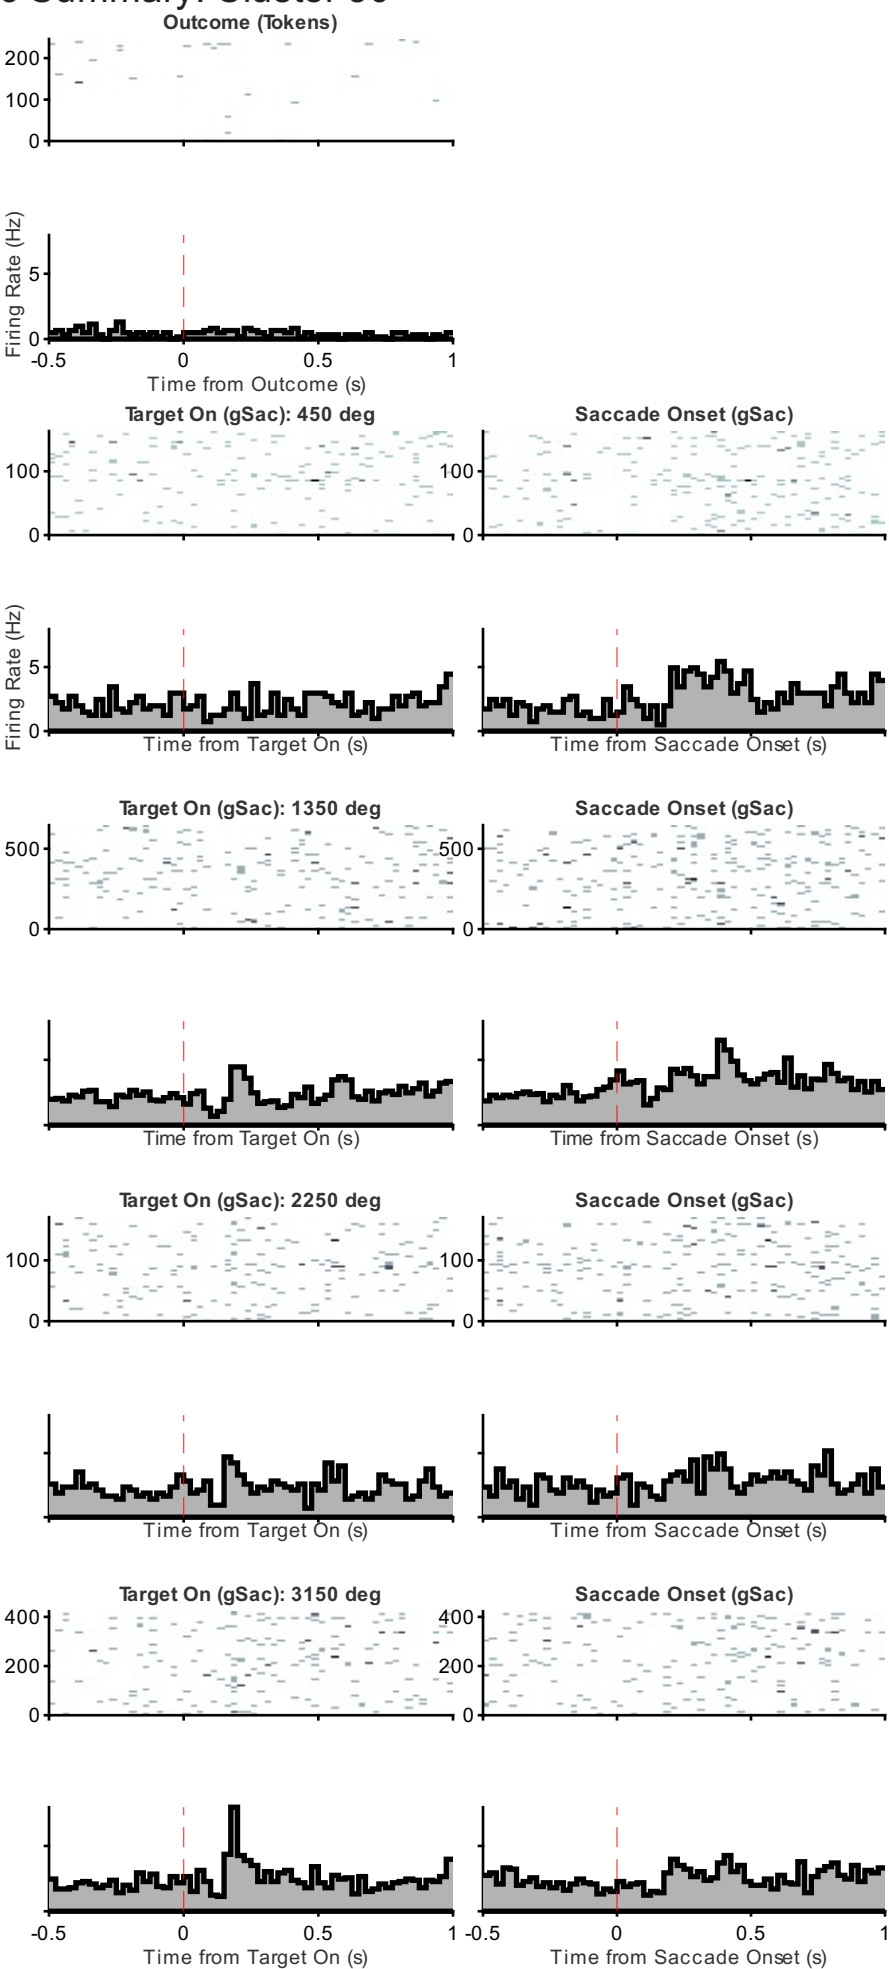 Summary: Cluster
Outcome (Tokens)
200
100
0
Firing Rate (Hz)
5
0
-0.5 0 0.5 1
Time from Outcome (s)
Target On (gSac): 450 deg Saccade Onset (gSac)
100 100
0 0
Firing Rate (Hz)
5
0
Time from Target On (s) Time from Saccade Onset (s)
Target On (gSac): 1350 deg Saccade Onset (gSac)
500 500
0 0
Time from Target On (s) Time from Saccade Onset (s)
Target On (gSac): 2250 deg Saccade Onset (gSac)
100 100
0 0
Time from Target On (s) Time from Saccade Onset (s)
Target On (gSac): 3150 deg Saccade Onset (gSac)
400 400
200 200
0 0
-0.5 0 0.5 1 -0.5 0 0.5 1
Time from Target On (s) Time from Saccade Onset (s)